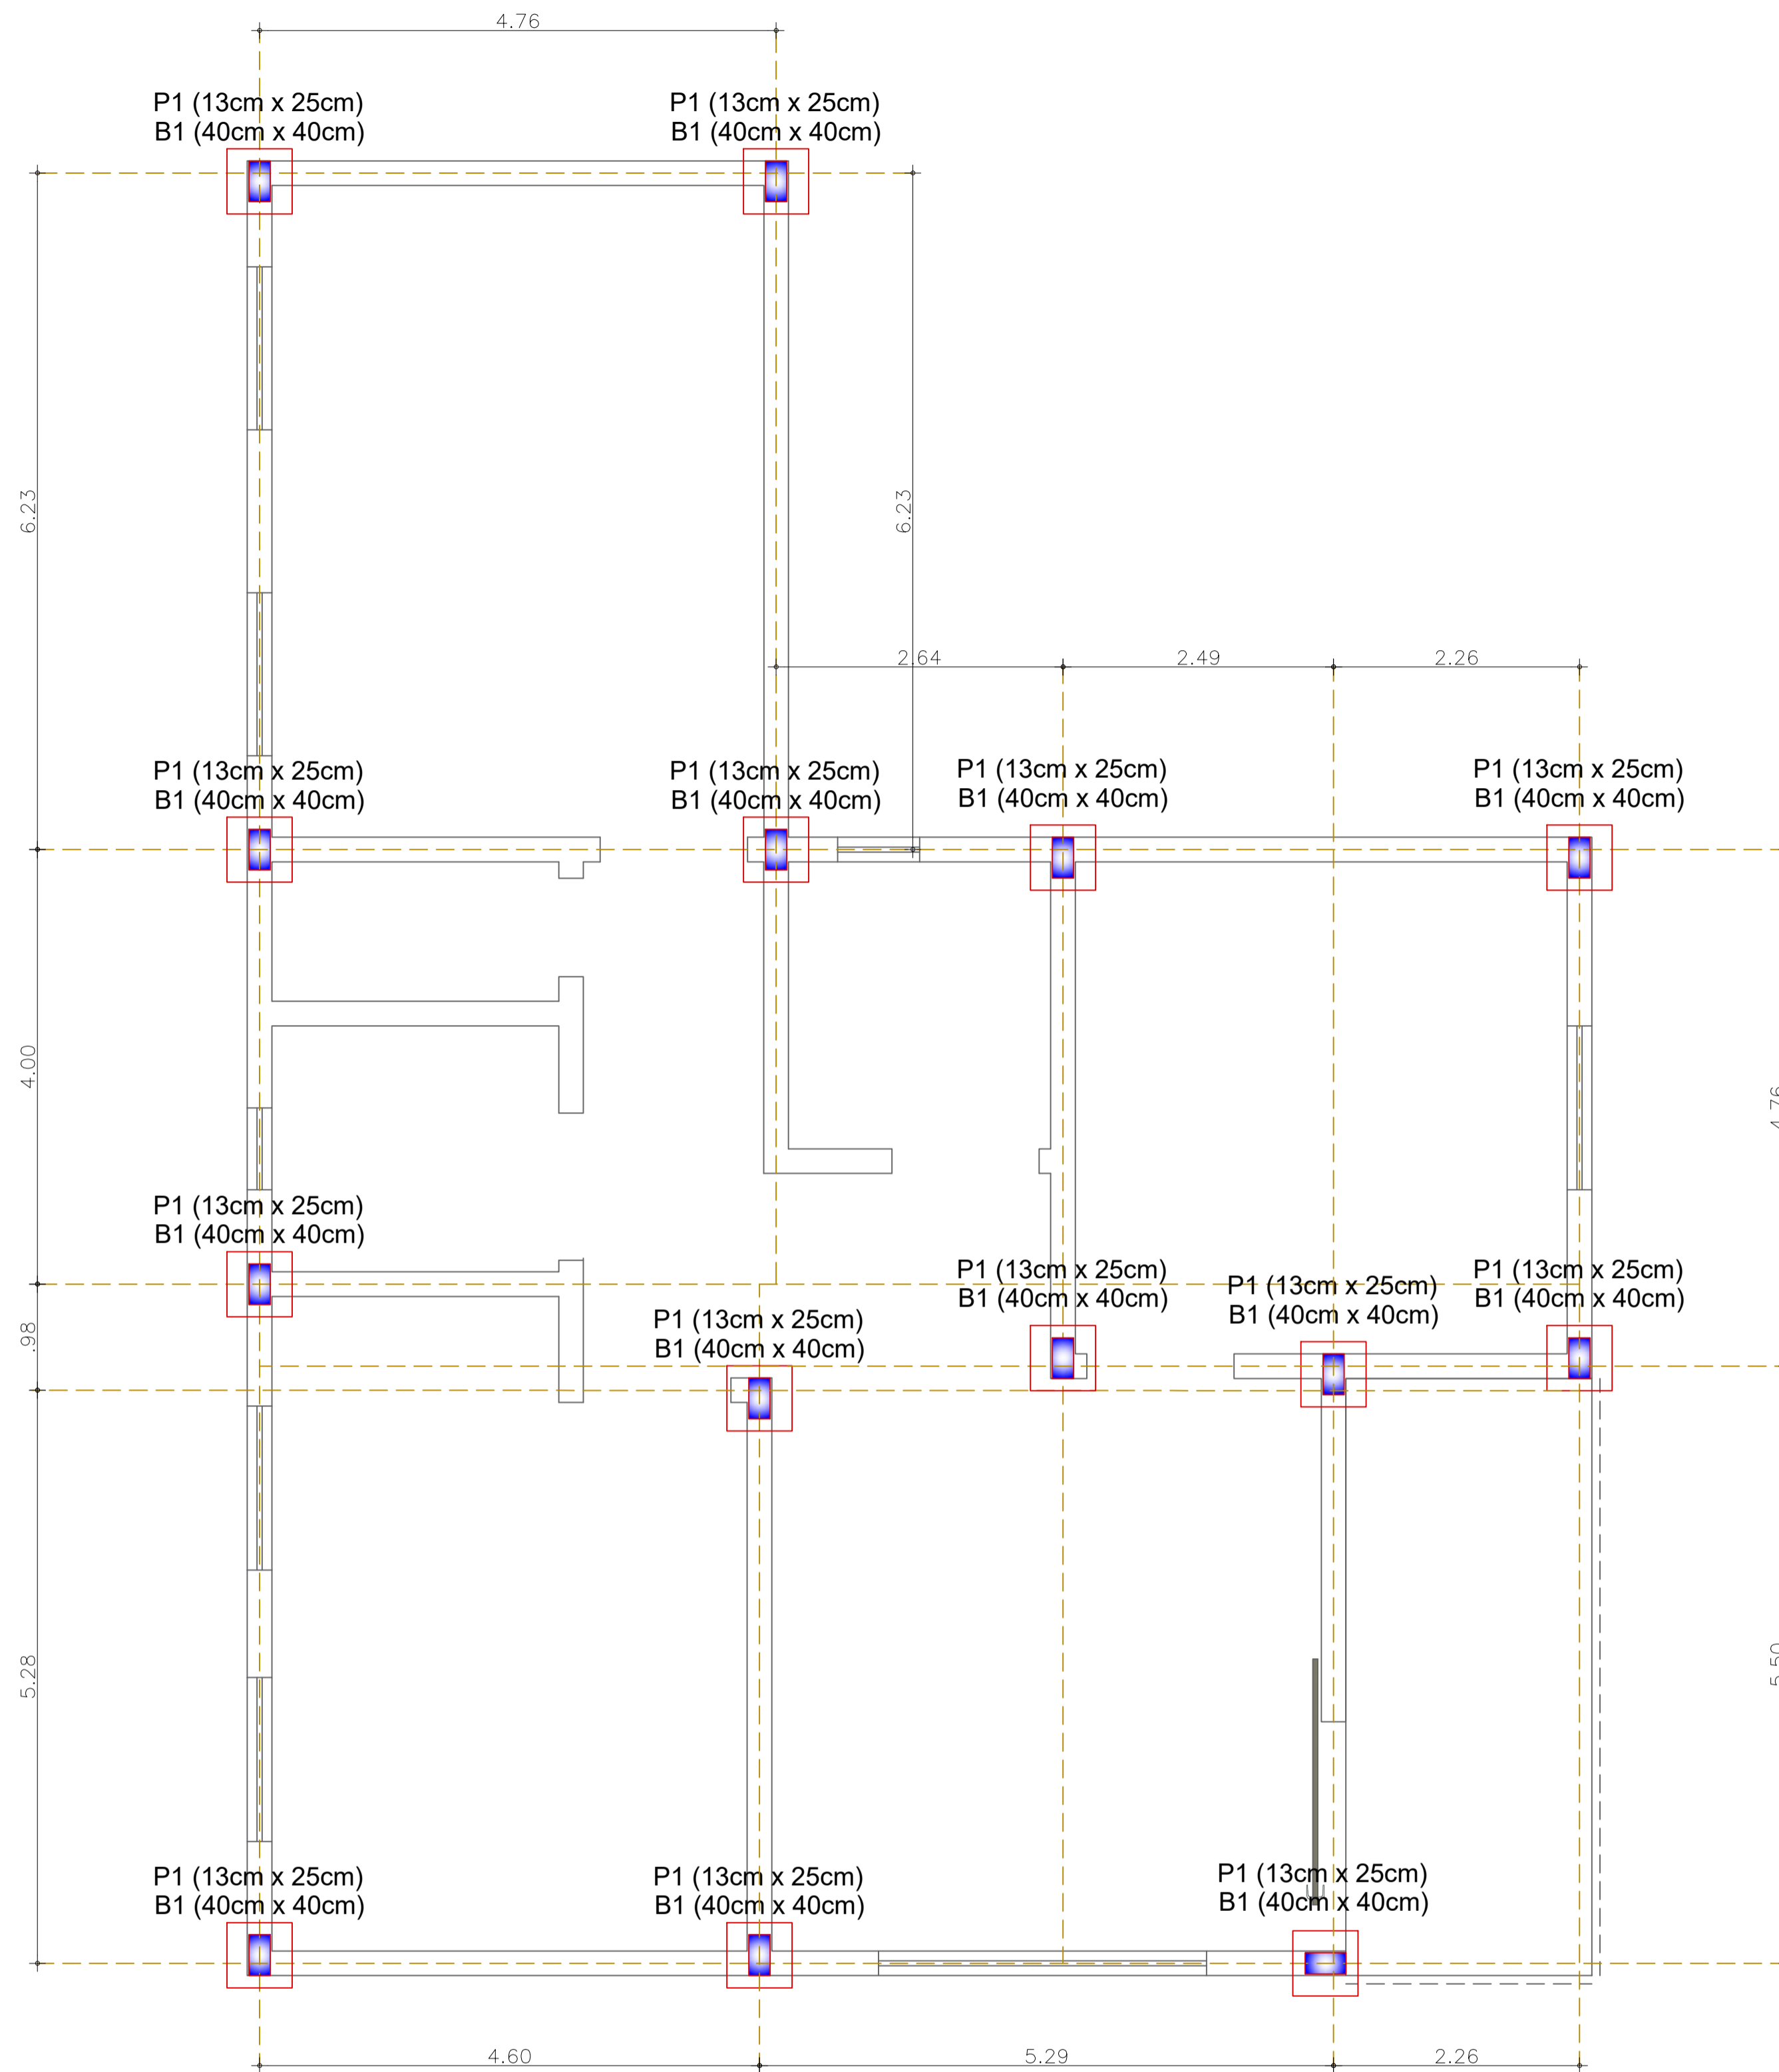 4.76
P1 (13cm x 25cm)
B1 (40cm x 40cm)
P1 (13cm x 25cm)
B1 (40cm x 40cm)
6.23
6.23
2.64
2.49
2.26
P1 (13cm x 25cm)
B1 (40cm x 40cm)
P1 (13cm x 25cm)
B1 (40cm x 40cm)
P1 (13cm x 25cm)
B1 (40cm x 40cm)
P1 (13cm x 25cm)
B1 (40cm x 40cm)
4.00
4.76
P1 (13cm x 25cm)
B1 (40cm x 40cm)
P1 (13cm x 25cm)
B1 (40cm x 40cm)
P1 (13cm x 25cm)
B1 (40cm x 40cm)
P1 (13cm x 25cm)
B1 (40cm x 40cm)
.98
P1 (13cm x 25cm)
B1 (40cm x 40cm)
5.28
5.50
P1 (13cm x 25cm)
B1 (40cm x 40cm)
P1 (13cm x 25cm)
B1 (40cm x 40cm)
P1 (13cm x 25cm)
B1 (40cm x 40cm)
4.60
5.29
2.26